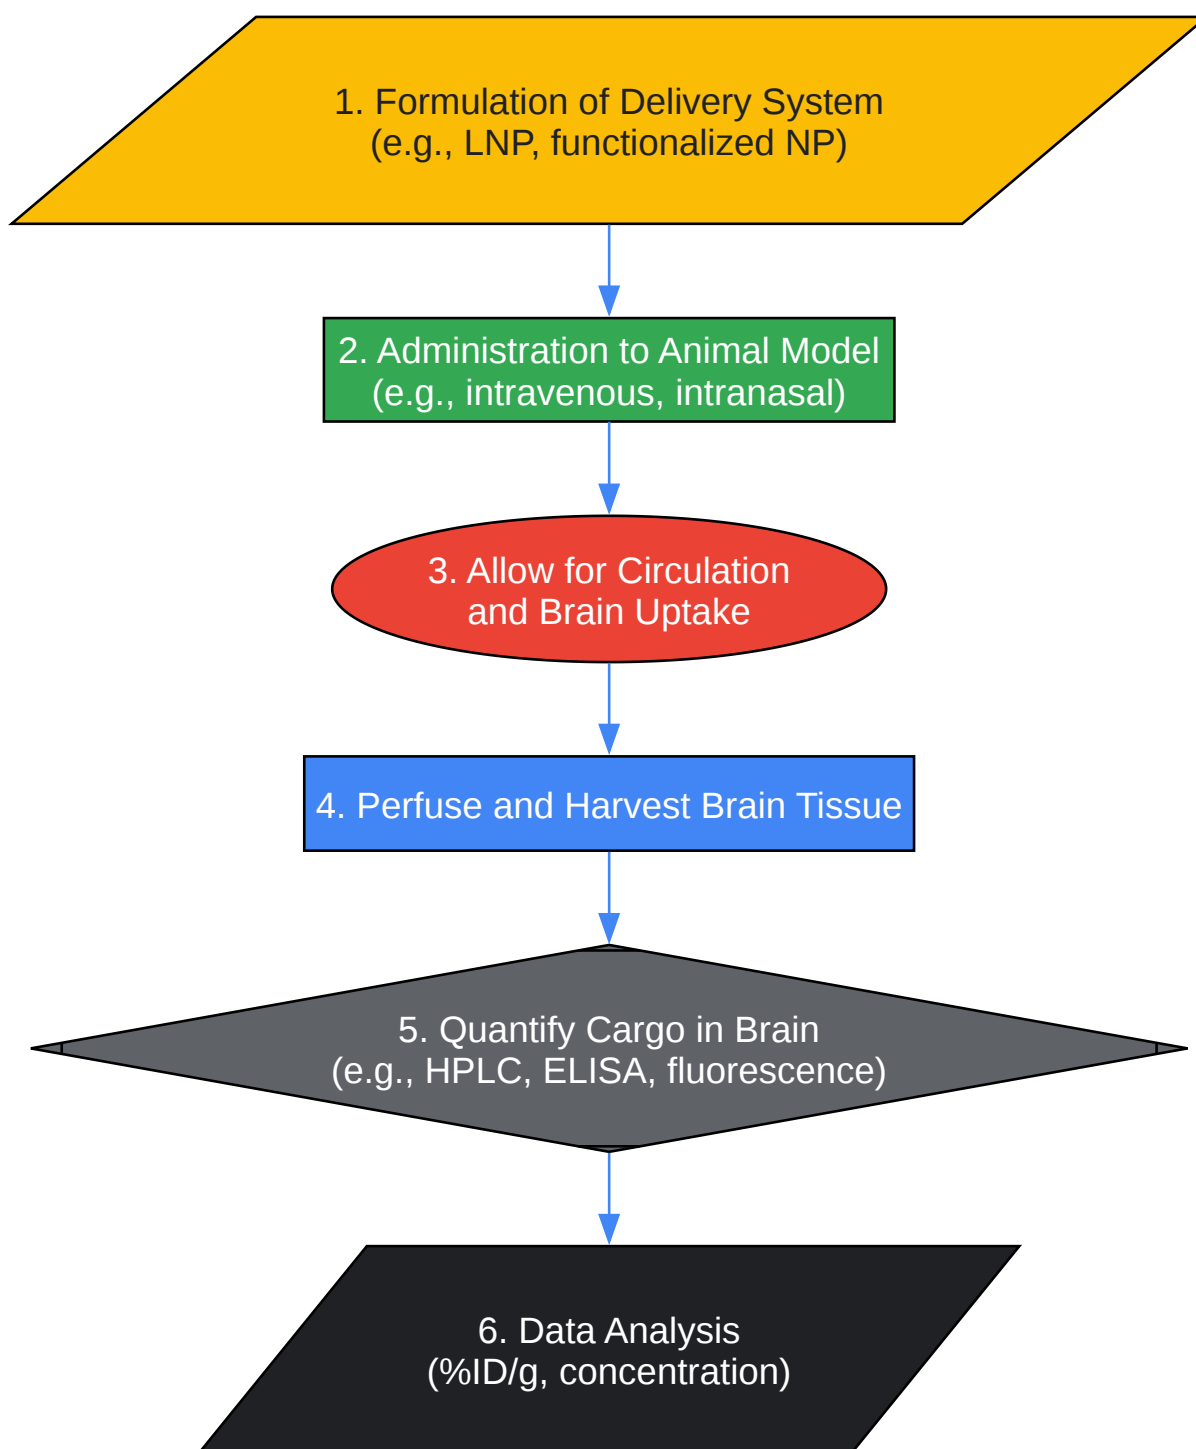 1. Formulation of Delivery System
(e.g., LNP, functionalized NP)
2. Administration to Animal Model
(e.g., intravenous, intranasal)
3. Allow for Circulation
and Brain Uptake
4. Perfuse and Harvest Brain Tissue
5. Quantify Cargo in Brain
(e.g., HPLC, ELISA, fluorescence)
6. Data Analysis
(%ID/g, concentration)